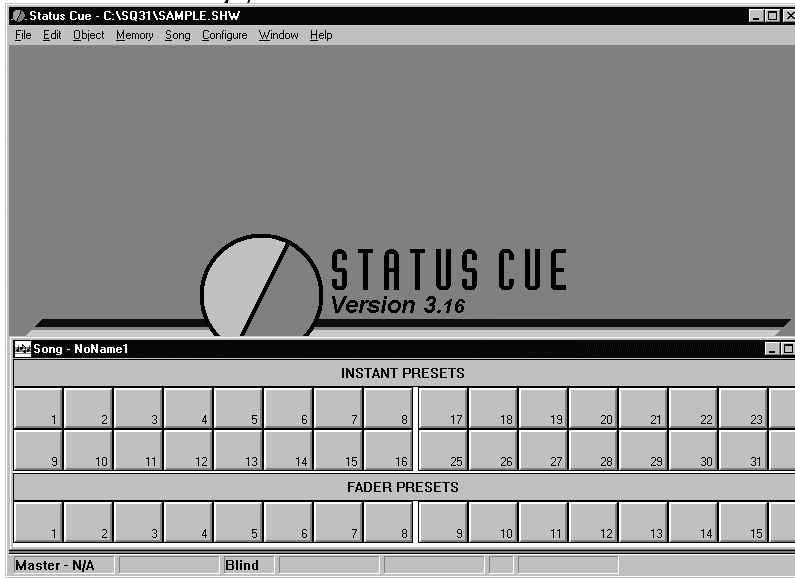 Status Cue - C:\SQ31\SAMPLE.SHW
File Edit Object Memory Song Configure Window Help
STATUS CUE
Version 3.16
Song - NoName1
INSTANT PRESETS
1 2 3 4 5 6 7 8 17 18 19 20 21 22 23
9 10 11 12 13 14 15 16 25 26 27 28 29 30 31
FADER PRESETS
1 2 3 4 5 6 7 8 9 10 11 12 13 14 15
Master - N/A Blind